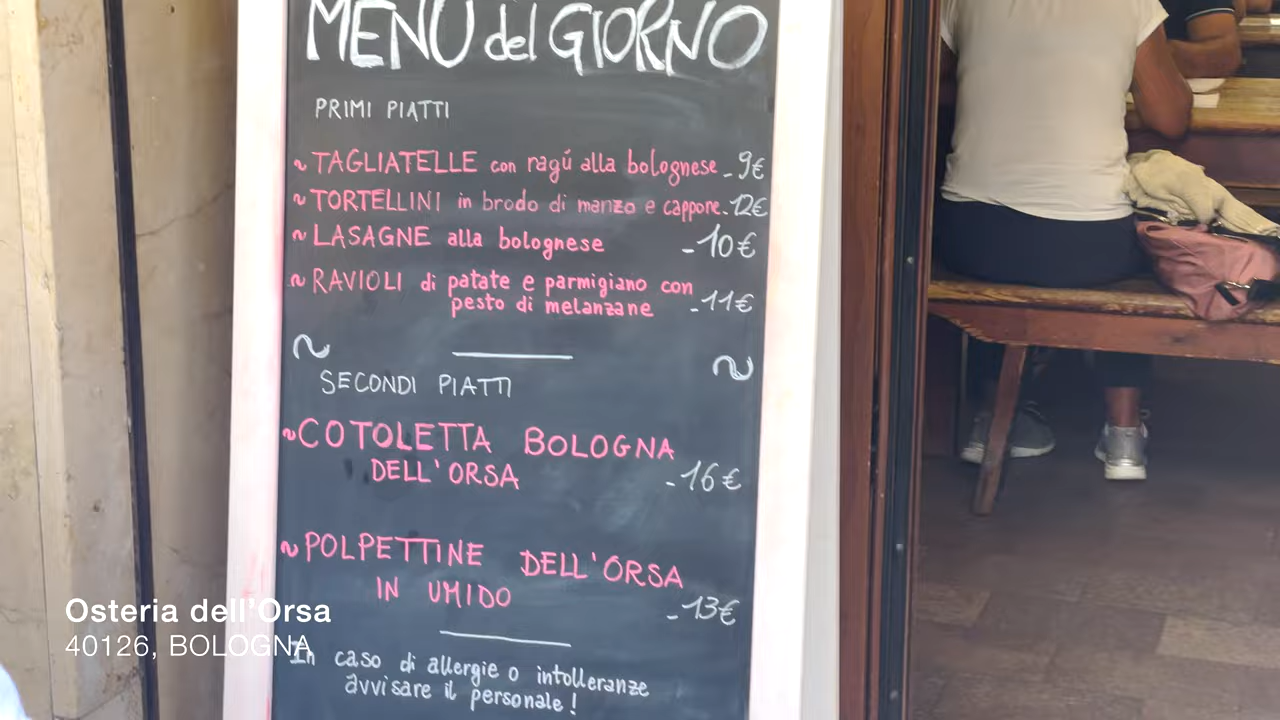 MENÙ del GIORNO
PRIMI PIATTI
~ TAGLIATELLE con ragú alla bolognese - 9€
~ TORTELLINI in brodo di manzo e cappone - 12€
~ LASAGNE alla bolognese - 10€
~ RAVIOLI di patate e parmigiano con
pesto di melanzane - 11€
SECONDI PIATTI
~ COTOLETTA BOLOGNA
DELL'ORSA - 16€
~ POLPETTINE DELL'ORSA
IN UMIDO - 13€
In caso di allergie o intolleranze
avvisare il personale!
Osteria dell'Orsa
40126, BOLOGNA